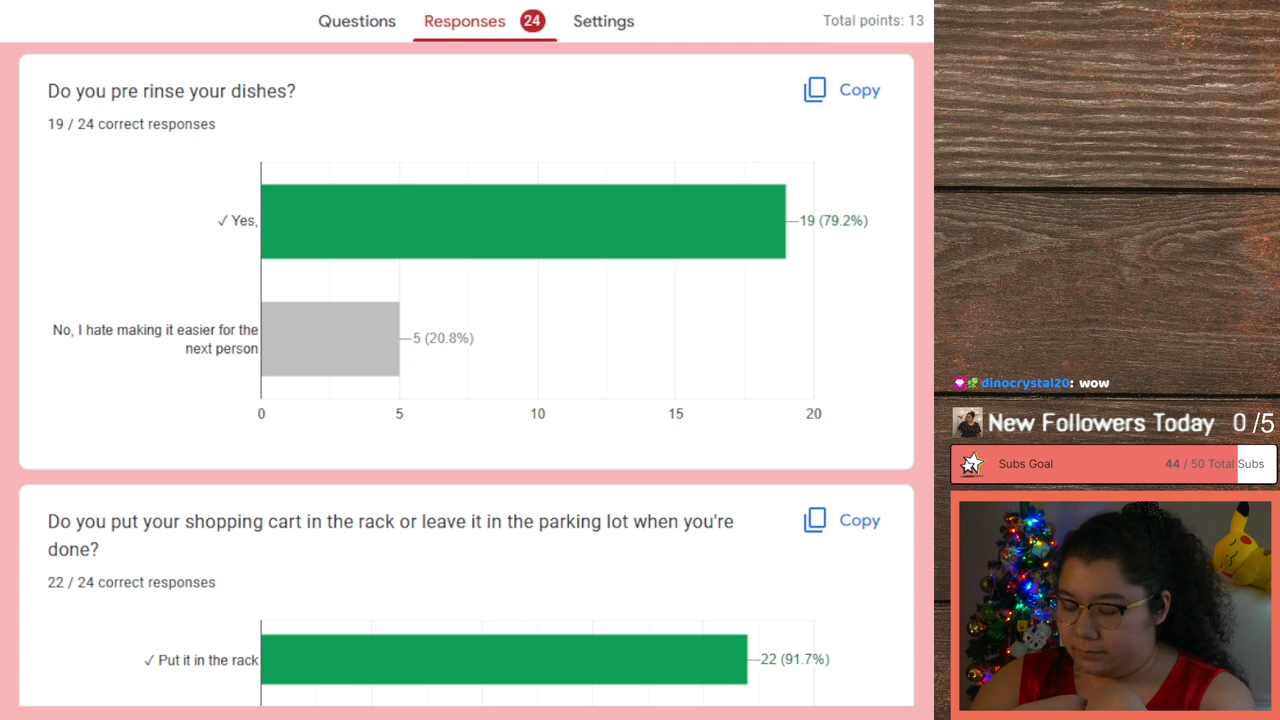 Questions Responses 24 Settings Total points: 13
Do you pre rinse your dishes?
Copy
19 / 24 correct responses
✓ Yes,
19 (79.2%)
No, I hate making it easier for the
next person
5 (20.8%)
0 5 10 15 20
Do you put your shopping cart in the rack or leave it in the parking lot when you're
done?
Copy
22 / 24 correct responses
✓ Put it in the rack
22 (91.7%)
dinocrystal20: wow
New Followers Today 0 /5
Subs Goal 44 / 50 Total Subs